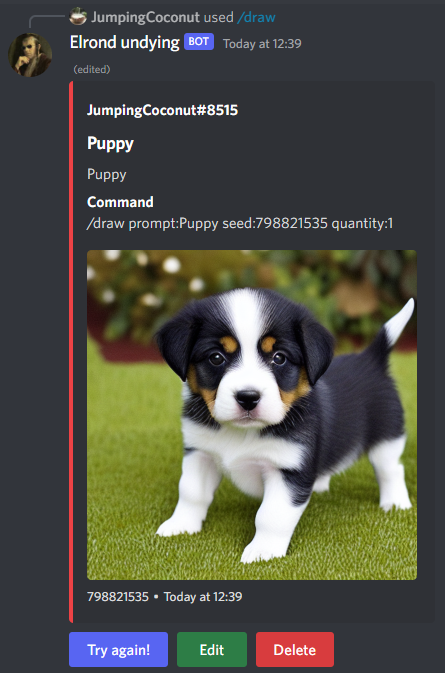 JumpingCoconut used /draw
Elrond undying BOT Today at 12:39
(edited)
JumpingCoconut#8515
Puppy
Puppy
Command
/draw prompt:Puppy seed:798821535 quantity:1
798821535 • Today at 12:39
Try again! Edit Delete